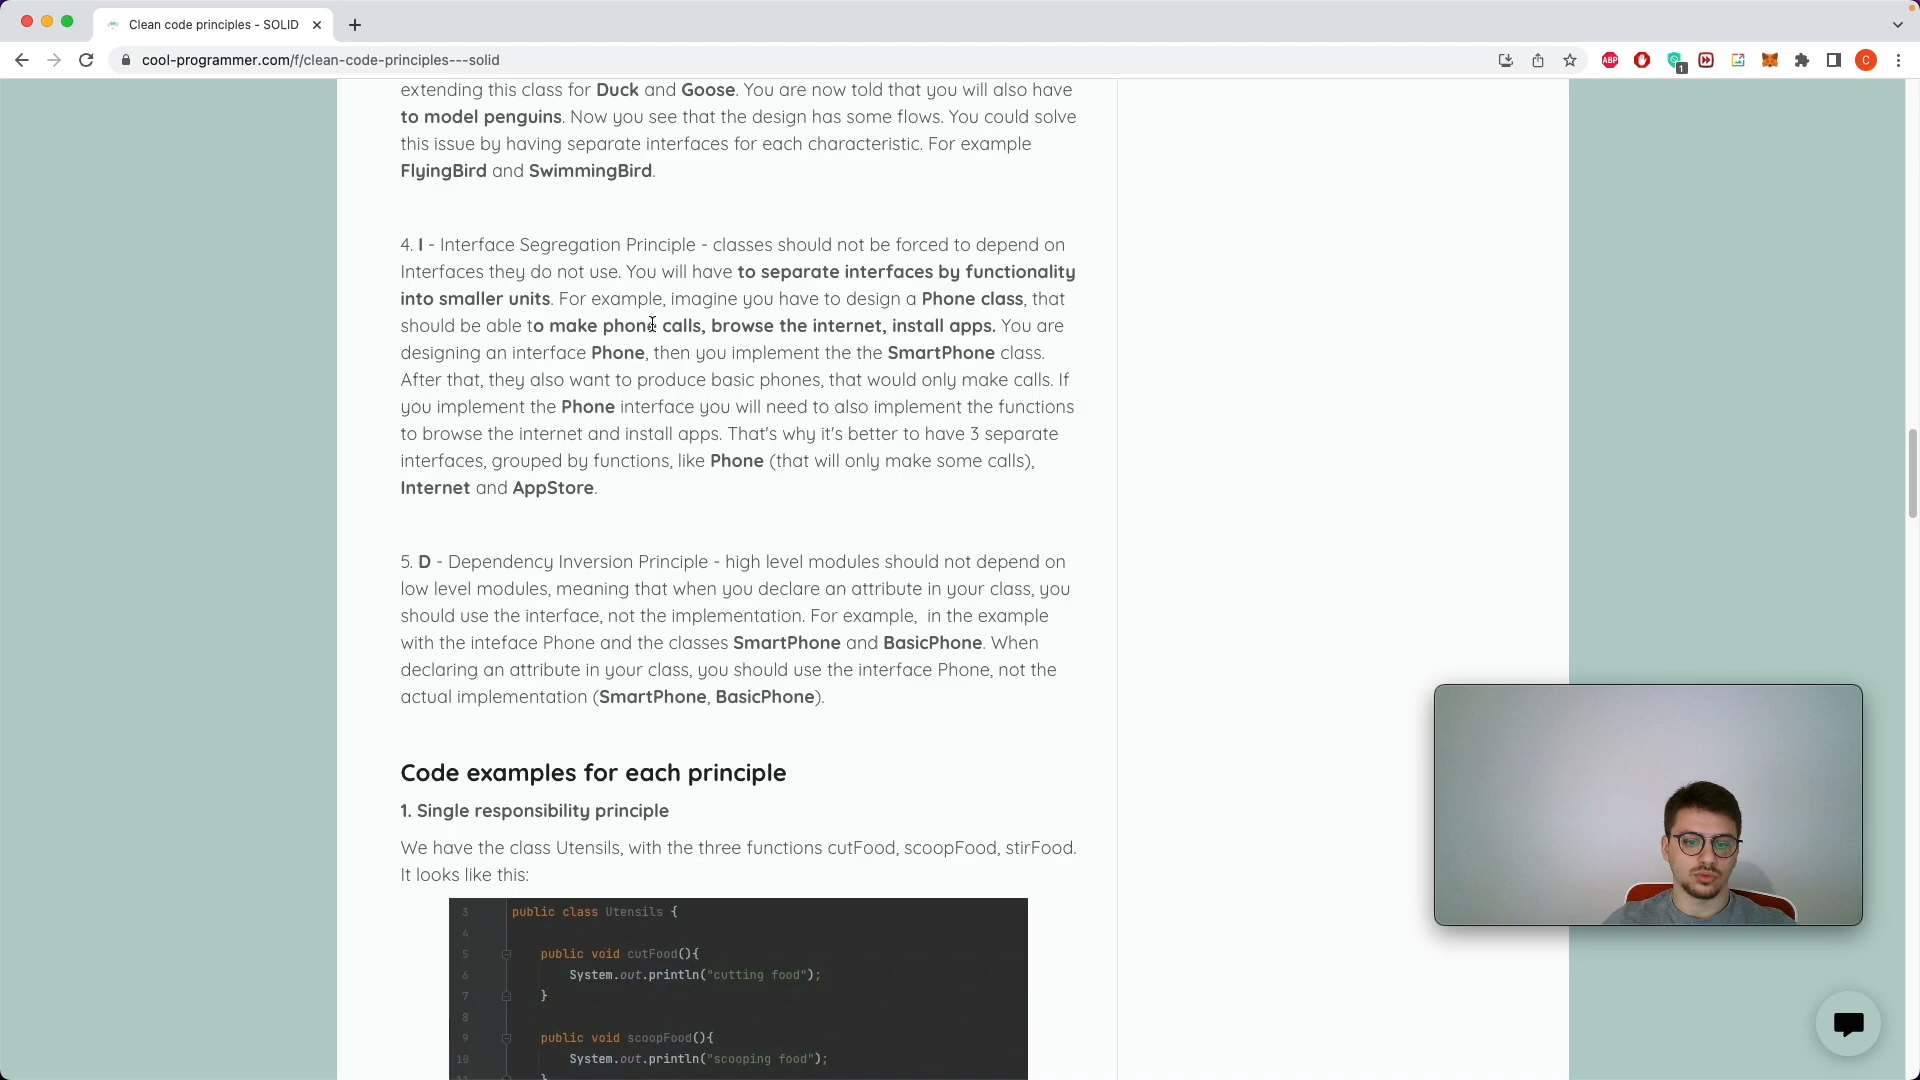 Clean code principles - SOLID
cool-programmer.com/f/clean-code-principles---solid
ABP
1
C
extending this class for Duck and Goose. You are now told that you will also have
to model penguins. Now you see that the design has some flows. You could solve
this issue by having separate interfaces for each characteristic. For example
FlyingBird and SwimmingBird.
4. I - Interface Segregation Principle - classes should not be forced to depend on
Interfaces they do not use. You will have to separate interfaces by functionality
into smaller units. For example, imagine you have to design a Phone class, that
should be able to make phone calls, browse the internet, install apps. You are
designing an interface Phone, then you implement the the SmartPhone class.
After that, they also want to produce basic phones, that would only make calls. If
you implement the Phone interface you will need to also implement the functions
to browse the internet and install apps. That's why it's better to have 3 separate
interfaces, grouped by functions, like Phone (that will only make some calls),
Internet and AppStore.
5. D - Dependency Inversion Principle - high level modules should not depend on
low level modules, meaning that when you declare an attribute in your class, you
should use the interface, not the implementation. For example,  in the example
with the inteface Phone and the classes SmartPhone and BasicPhone. When
declaring an attribute in your class, you should use the interface Phone, not the
actual implementation (SmartPhone, BasicPhone).
Code examples for each principle
1. Single responsibility principle
We have the class Utensils, with the three functions cutFood, scoopFood, stirFood.
It looks like this:
3 public class Utensils {
4
5 public void cutFood(){
6 System.out.println("cutting food");
7 }
8
9 public void scoopFood(){
10 System.out.println("scooping food");
11 }